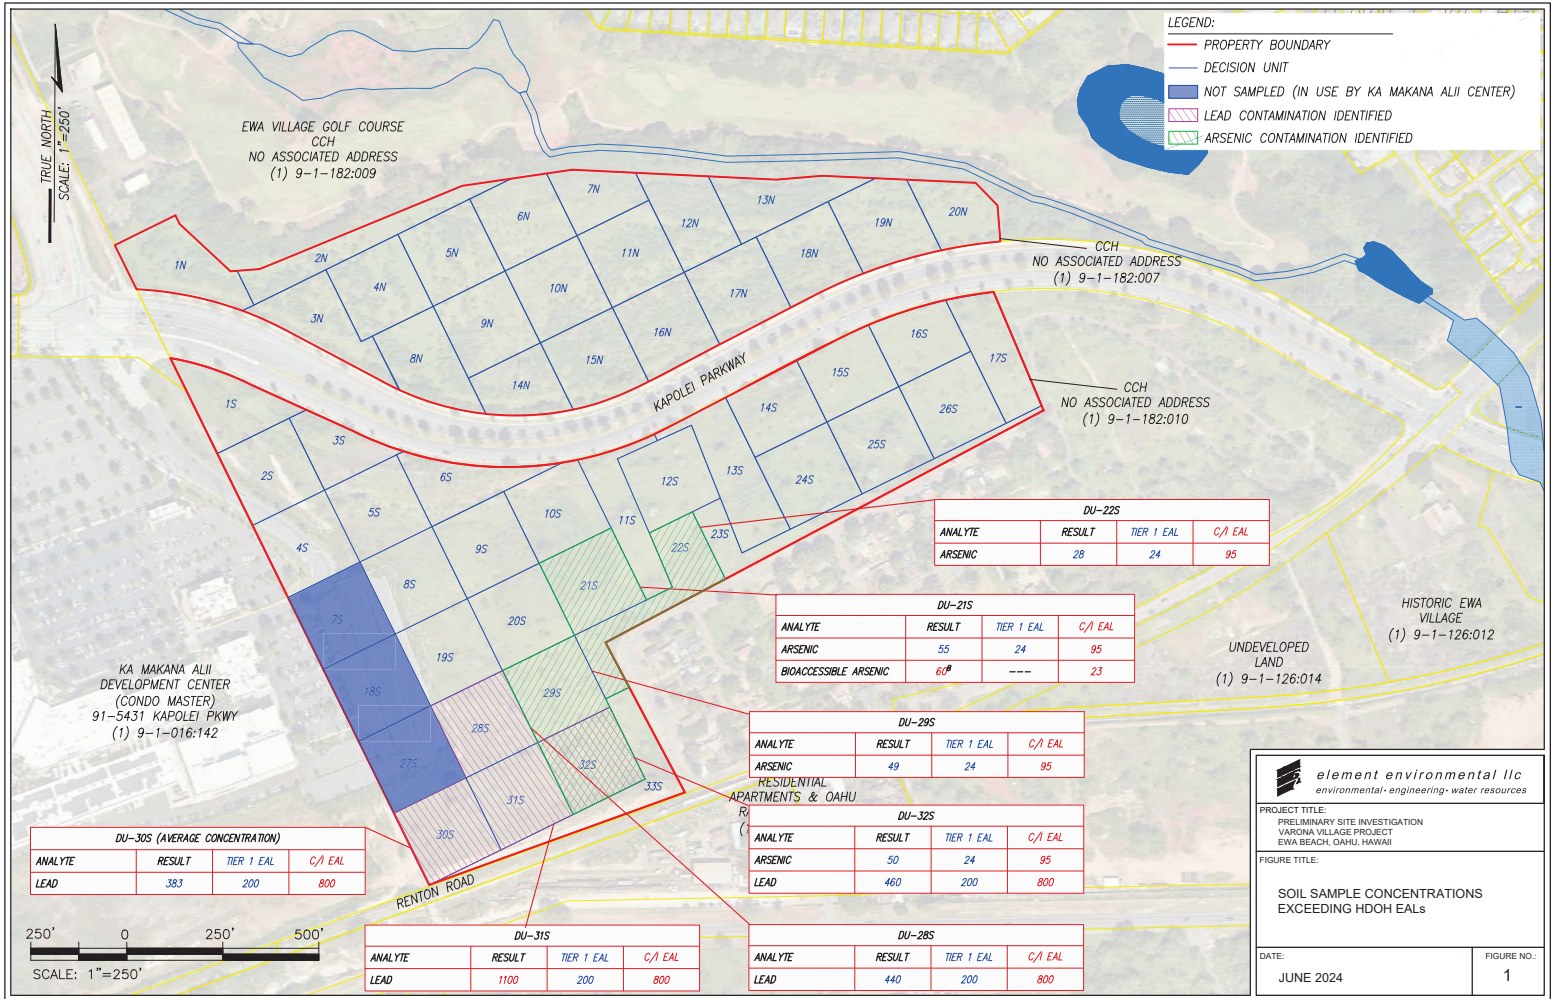 LEGEND:
PROPERTY BOUNDARY
DECISION UNIT
NOT SAMPLED (IN USE BY KA MAKANA ALII CENTER)
LEAD CONTAMINATION IDENTIFIED
ARSENIC CONTAMINATION IDENTIFIED
TRUE NORTH
SCALE: 1"=250'
EWA VILLAGE GOLF COURSE
CCH
NO ASSOCIATED ADDRESS
(1) 9-1-182:009
1N
2N
3N
4N
5N
6N
7N
8N
9N
10N
11N
12N
13N
14N
15N
16N
17N
18N
19N
20N
CCH
NO ASSOCIATED ADDRESS
(1) 9-1-182:007
KAPOLEI PARKWAY
CCH
NO ASSOCIATED ADDRESS
(1) 9-1-182:010
1S
2S
3S
4S
5S
6S
7S
8S
9S
10S
11S
12S
13S
14S
15S
16S
17S
18S
19S
20S
21S
22S
23S
24S
25S
26S
27S
28S
29S
30S
31S
32S
33S
DU-22S
ANALYTE RESULT TIER 1 EAL C/I EAL
ARSENIC 28 24 95
DU-21S
ANALYTE RESULT TIER 1 EAL C/I EAL
ARSENIC 55 24 95
BIOACCESSIBLE ARSENIC 60B --- 23
DU-29S
ANALYTE RESULT TIER 1 EAL C/I EAL
ARSENIC 49 24 95
RESIDENTIAL
APARTMENTS & OAHU
DU-32S
ANALYTE RESULT TIER 1 EAL C/I EAL
ARSENIC 50 24 95
LEAD 460 200 800
DU-28S
ANALYTE RESULT TIER 1 EAL C/I EAL
LEAD 440 200 800
DU-31S
ANALYTE RESULT TIER 1 EAL C/I EAL
LEAD 1100 200 800
DU-30S (AVERAGE CONCENTRATION)
ANALYTE RESULT TIER 1 EAL C/I EAL
LEAD 383 200 800
KA MAKANA ALII
DEVELOPMENT CENTER
(CONDO MASTER)
91-5431 KAPOLEI PKWY
(1) 9-1-016:142
HISTORIC EWA
VILLAGE
(1) 9-1-126:012
UNDEVELOPED
LAND
(1) 9-1-126:014
RENTON ROAD
250' 0 250' 500'
SCALE: 1"=250'
element environmental llc
environmental · engineering · water resources
PROJECT TITLE:
PRELIMINARY SITE INVESTIGATION
VARONA VILLAGE PROJECT
EWA BEACH, OAHU, HAWAII
FIGURE TITLE:
SOIL SAMPLE CONCENTRATIONS
EXCEEDING HDOH EALs
DATE:
JUNE 2024
FIGURE NO.:
1